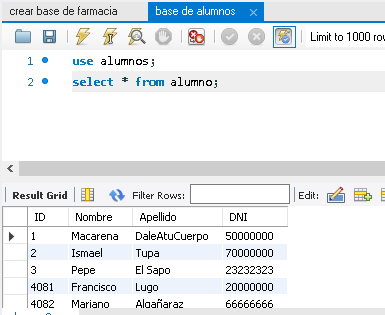 crear base de farmacia base de alumnos
Limit to 1000 row
1 use alumnos;
2 select * from alumno;
Result Grid Filter Rows: Edit:
ID Nombre Apellido DNI
1 Macarena DaleAtuCuerpo 50000000
2 Ismael Tupa 70000000
3 Pepe El Sapo 23232323
4081 Francisco Lugo 20000000
4082 Mariano Algañaraz 66666666